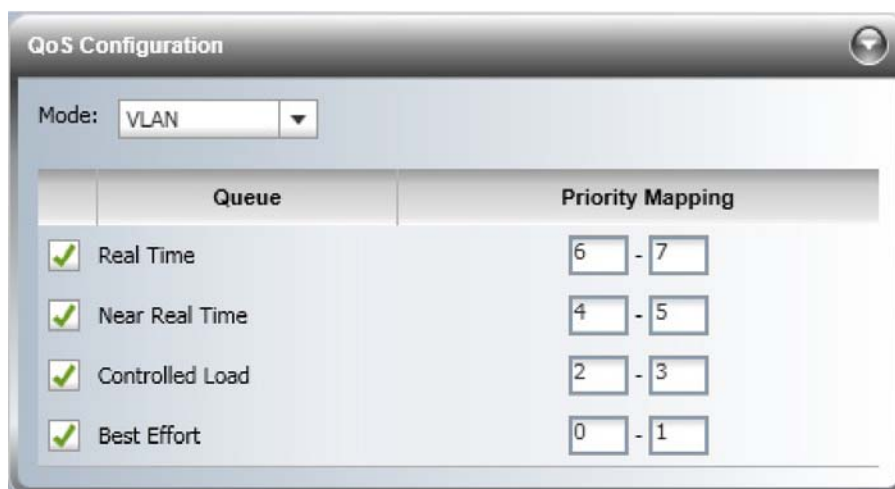 QoS Configuration
Mode: VLAN
Queue Priority Mapping
Real Time 6 - 7
Near Real Time 4 - 5
Controlled Load 2 - 3
Best Effort 0 - 1